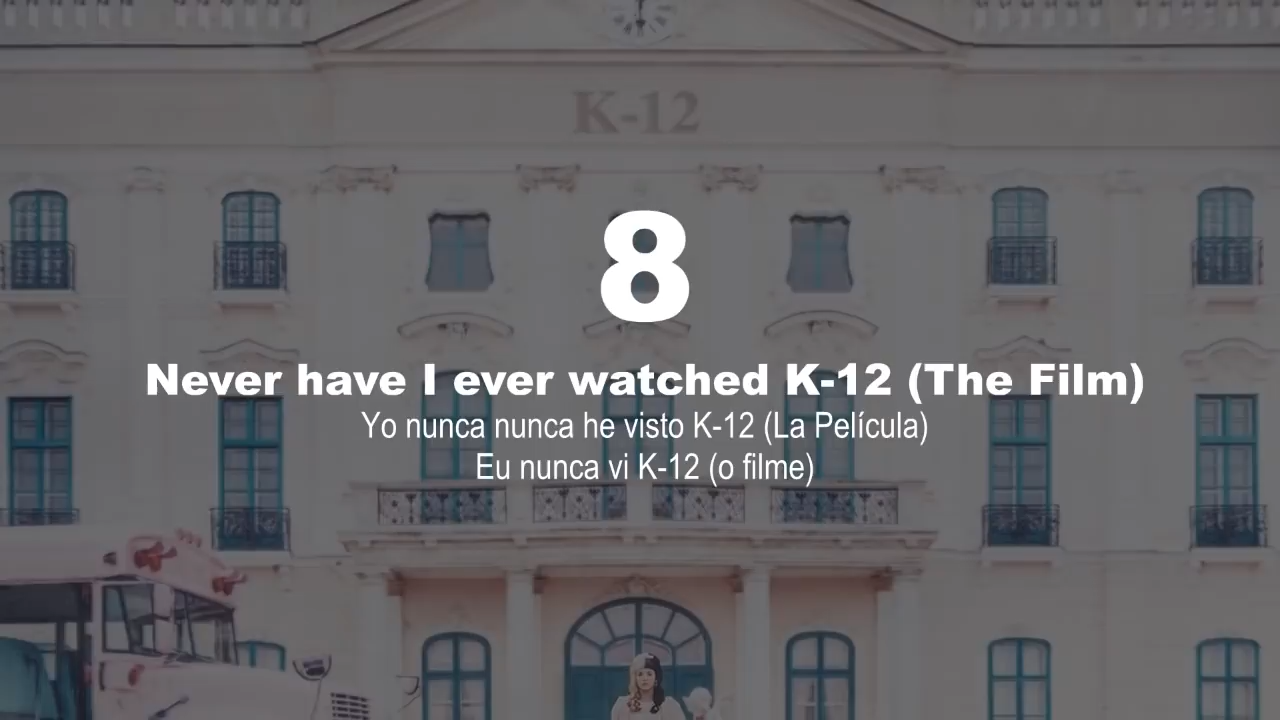 K-12
8
Never have I ever watched K-12 (The Film)
Yo nunca nunca he visto K-12 (La Película)
Eu nunca vi K-12 (o filme)